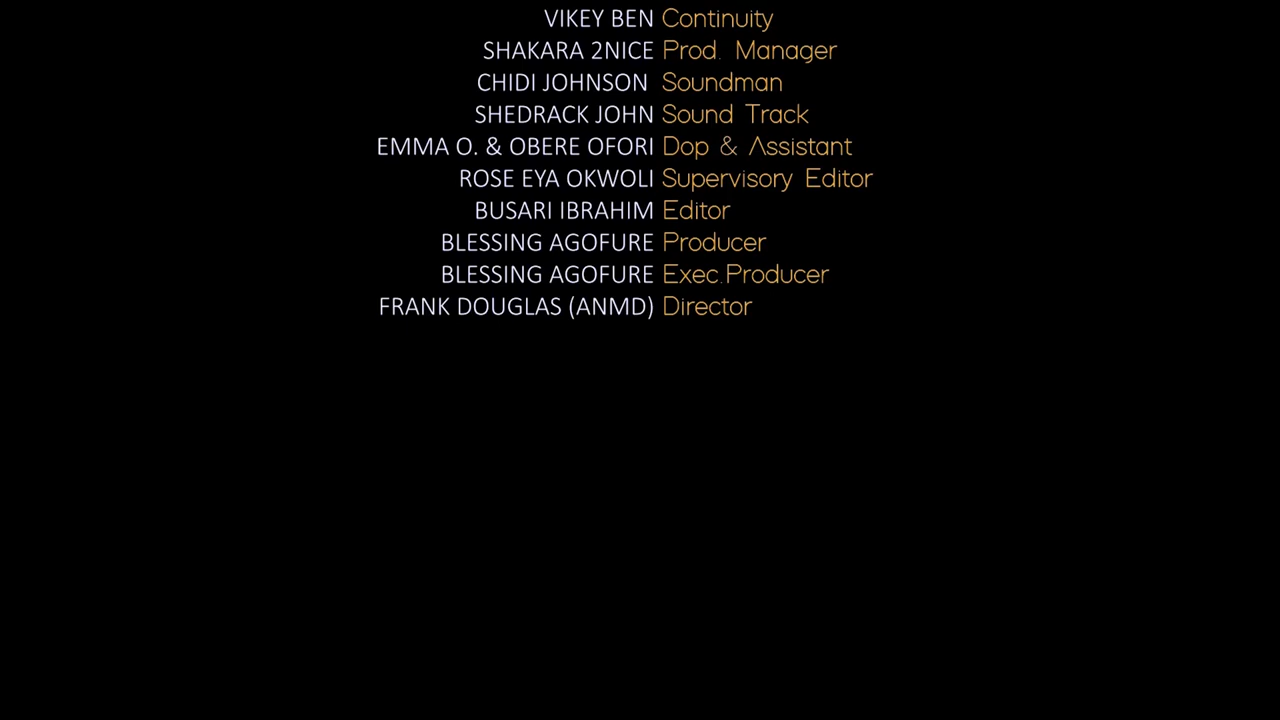 VIKEY BEN Continuity
SHAKARA 2NICE Prod. Manager
CHIDI JOHNSON Soundman
SHEDRACK JOHN Sound Track
EMMA O. & OBERE OFORI Dop & Assistant
ROSE EYA OKWOLI Supervisory Editor
BUSARI IBRAHIM Editor
BLESSING AGOFURE Producer
BLESSING AGOFURE Exec.Producer
FRANK DOUGLAS (ANMD) Director